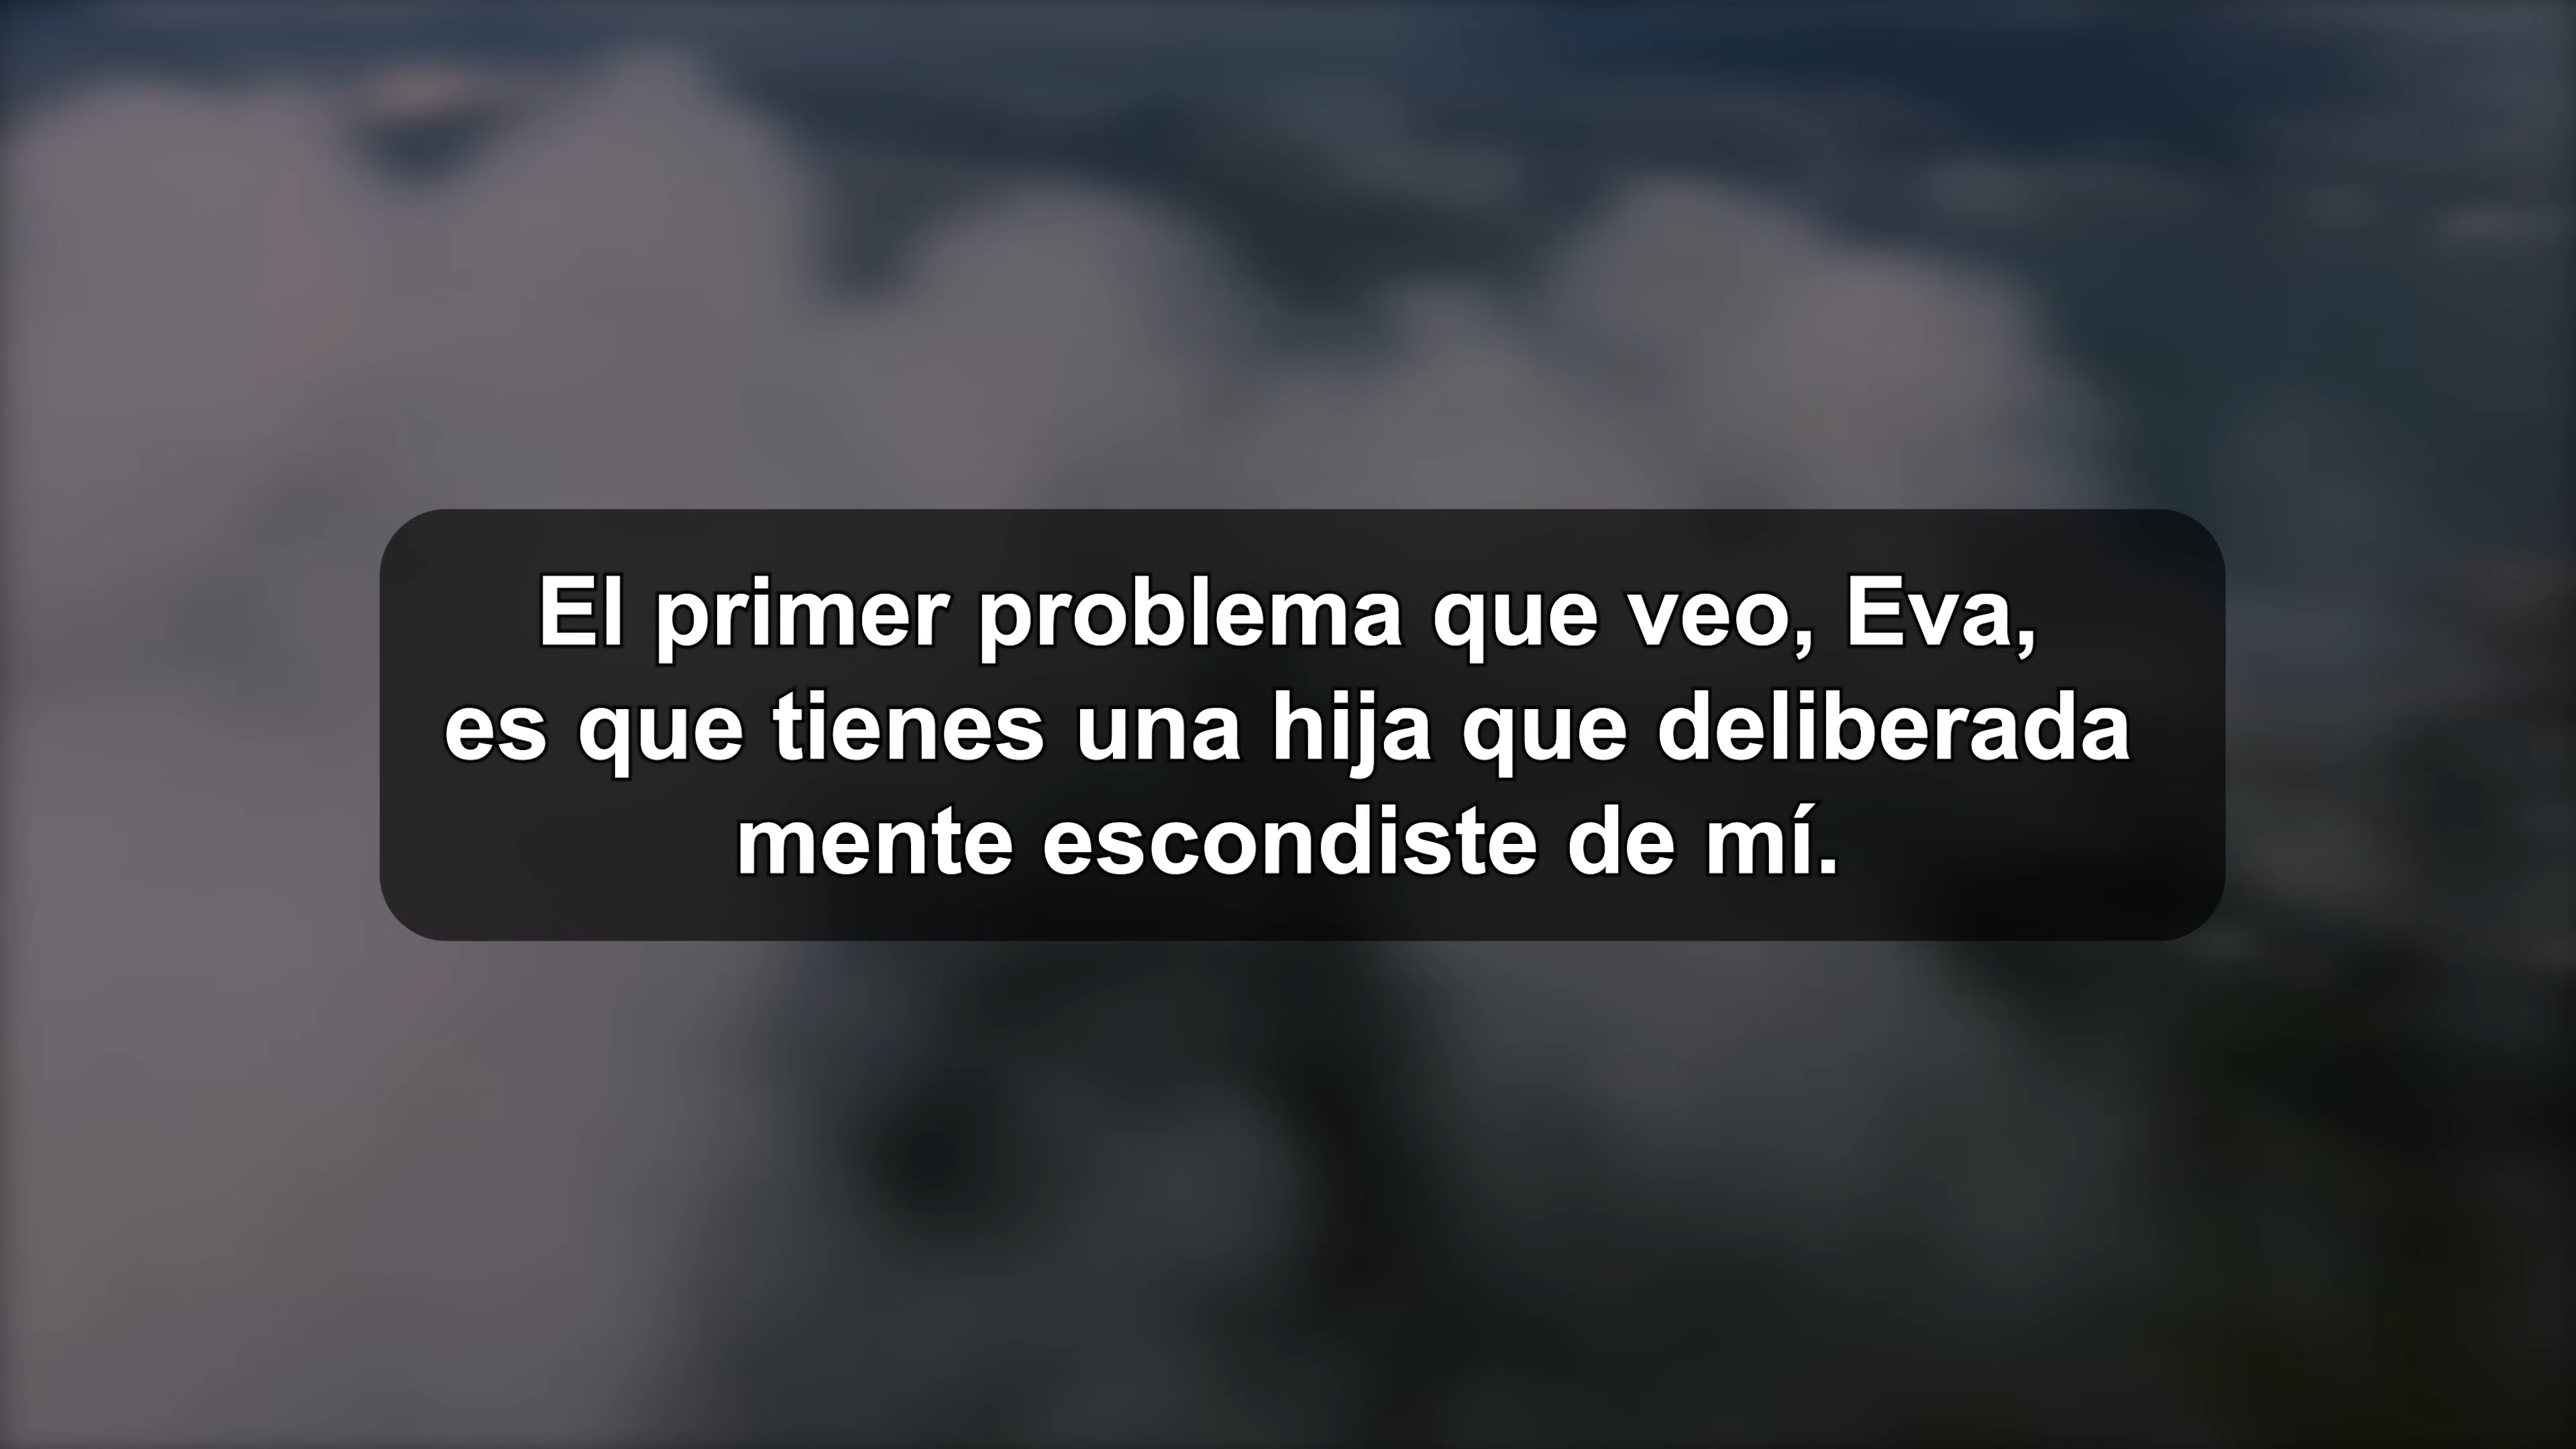 El primer problema que veo, Eva,
es que tienes una hija que deliberada
mente escondiste de mí.